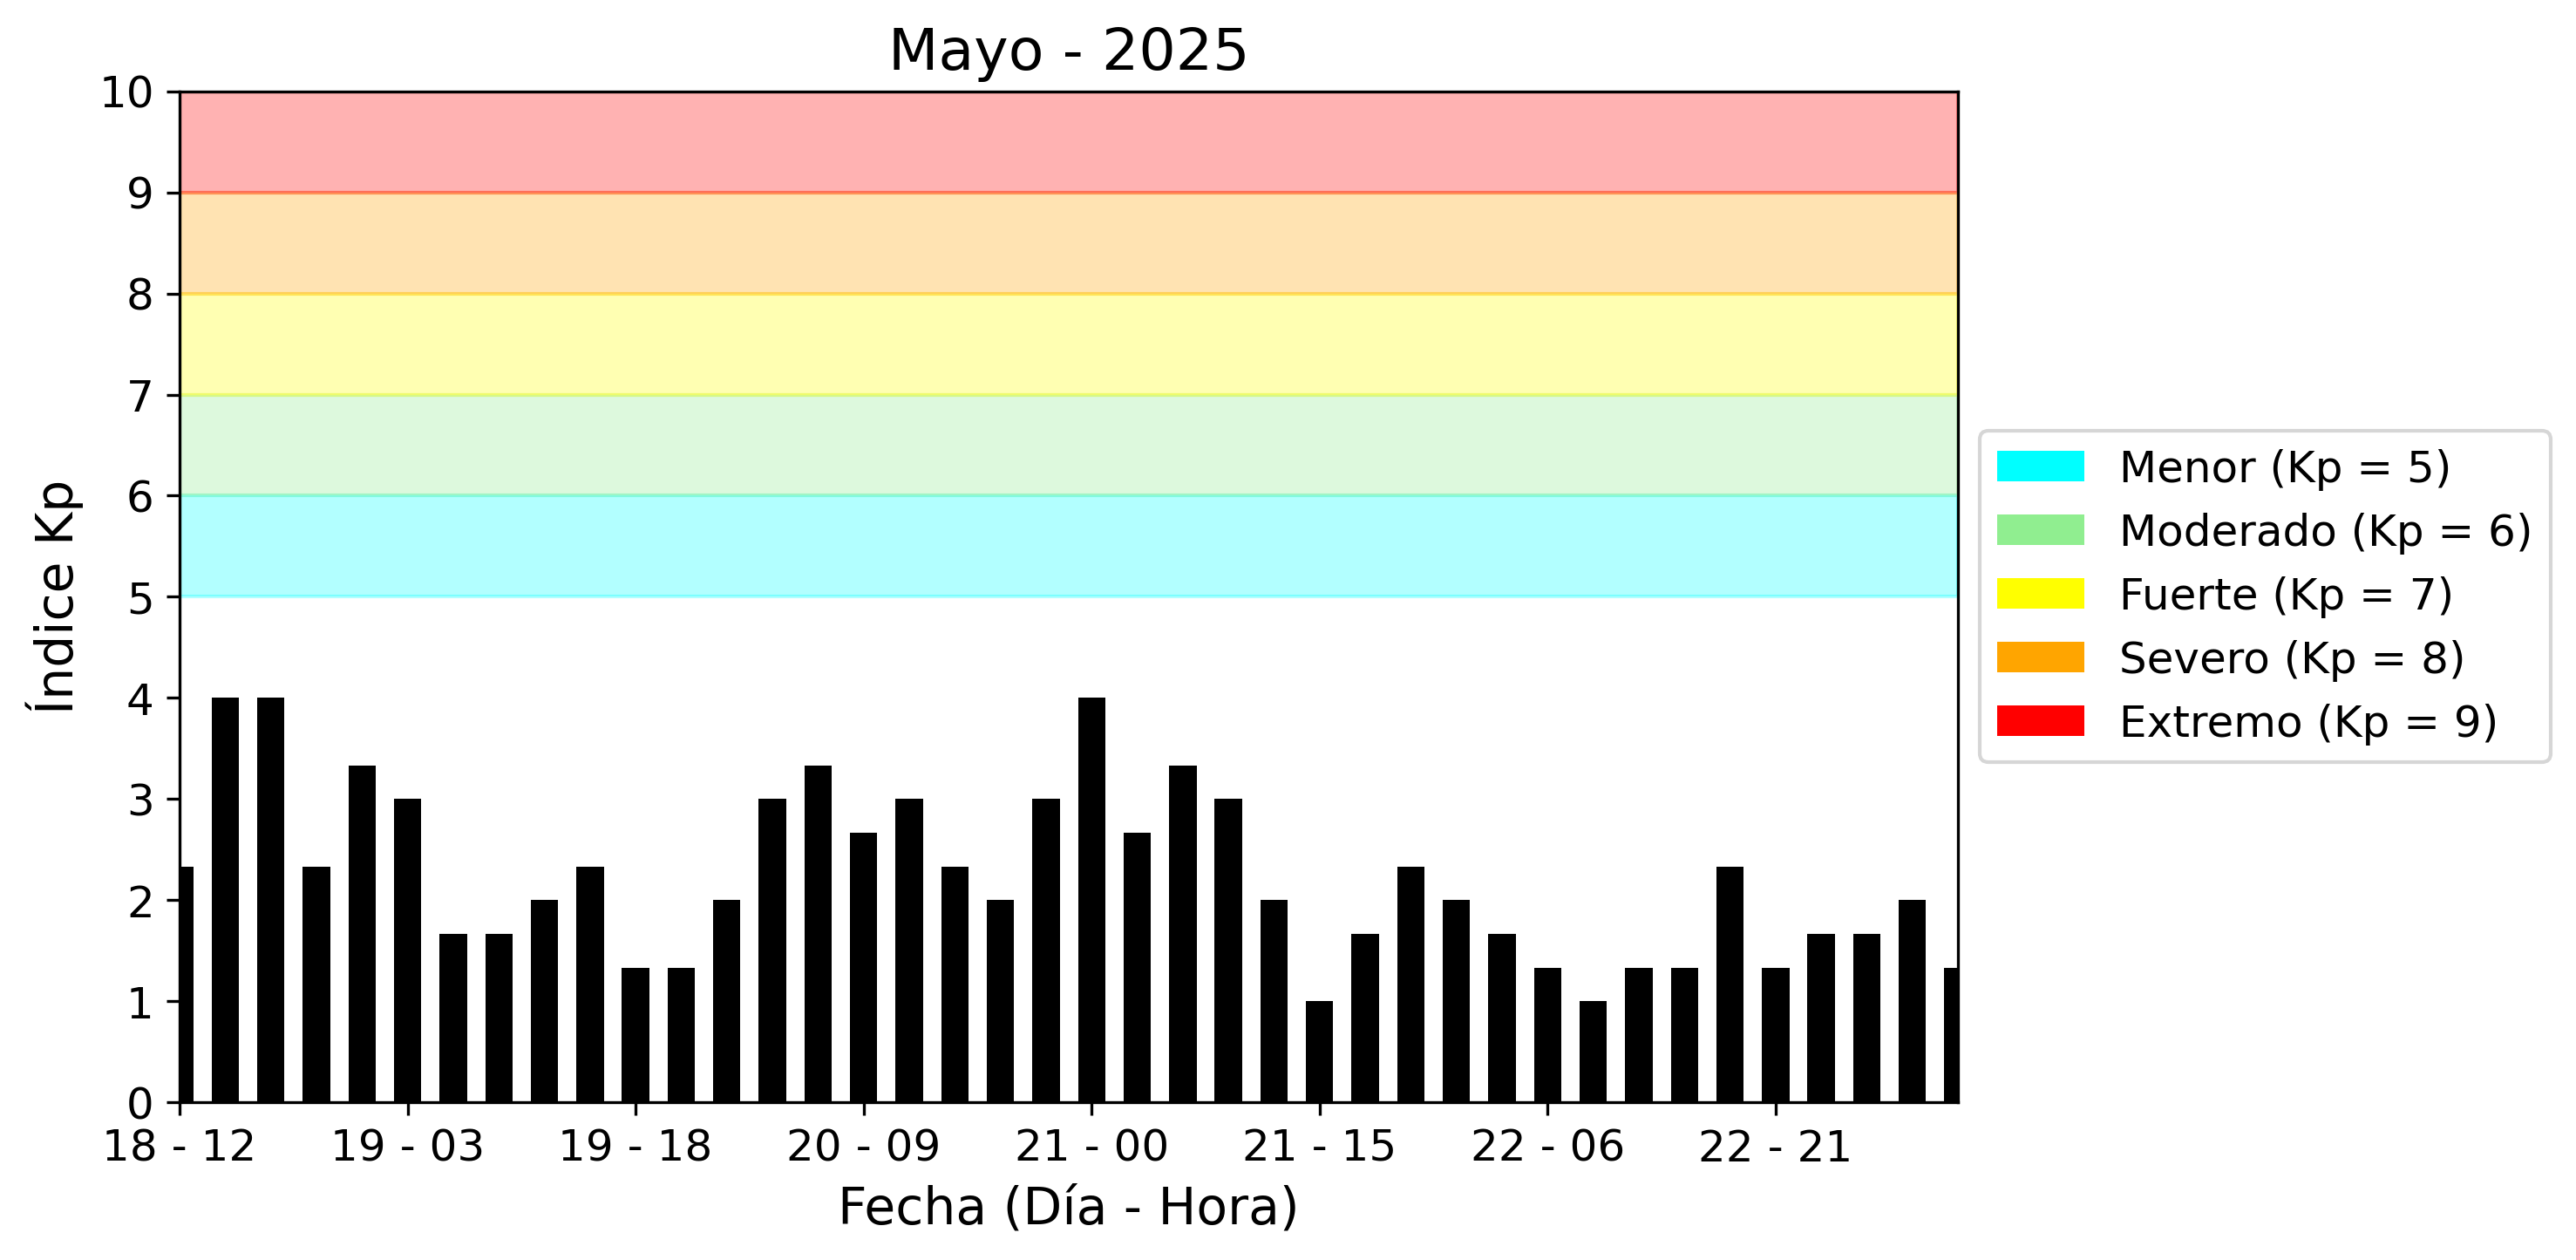 Mayo - 2025
10
9
8
7
6
5
4
3
2
1
0
Índice Kp
18 - 12
19 - 03
19 - 18
20 - 09
21 - 00
21 - 15
22 - 06
22 - 21
Fecha (Día - Hora)
Menor (Kp = 5)
Moderado (Kp = 6)
Fuerte (Kp = 7)
Severo (Kp = 8)
Extremo (Kp = 9)